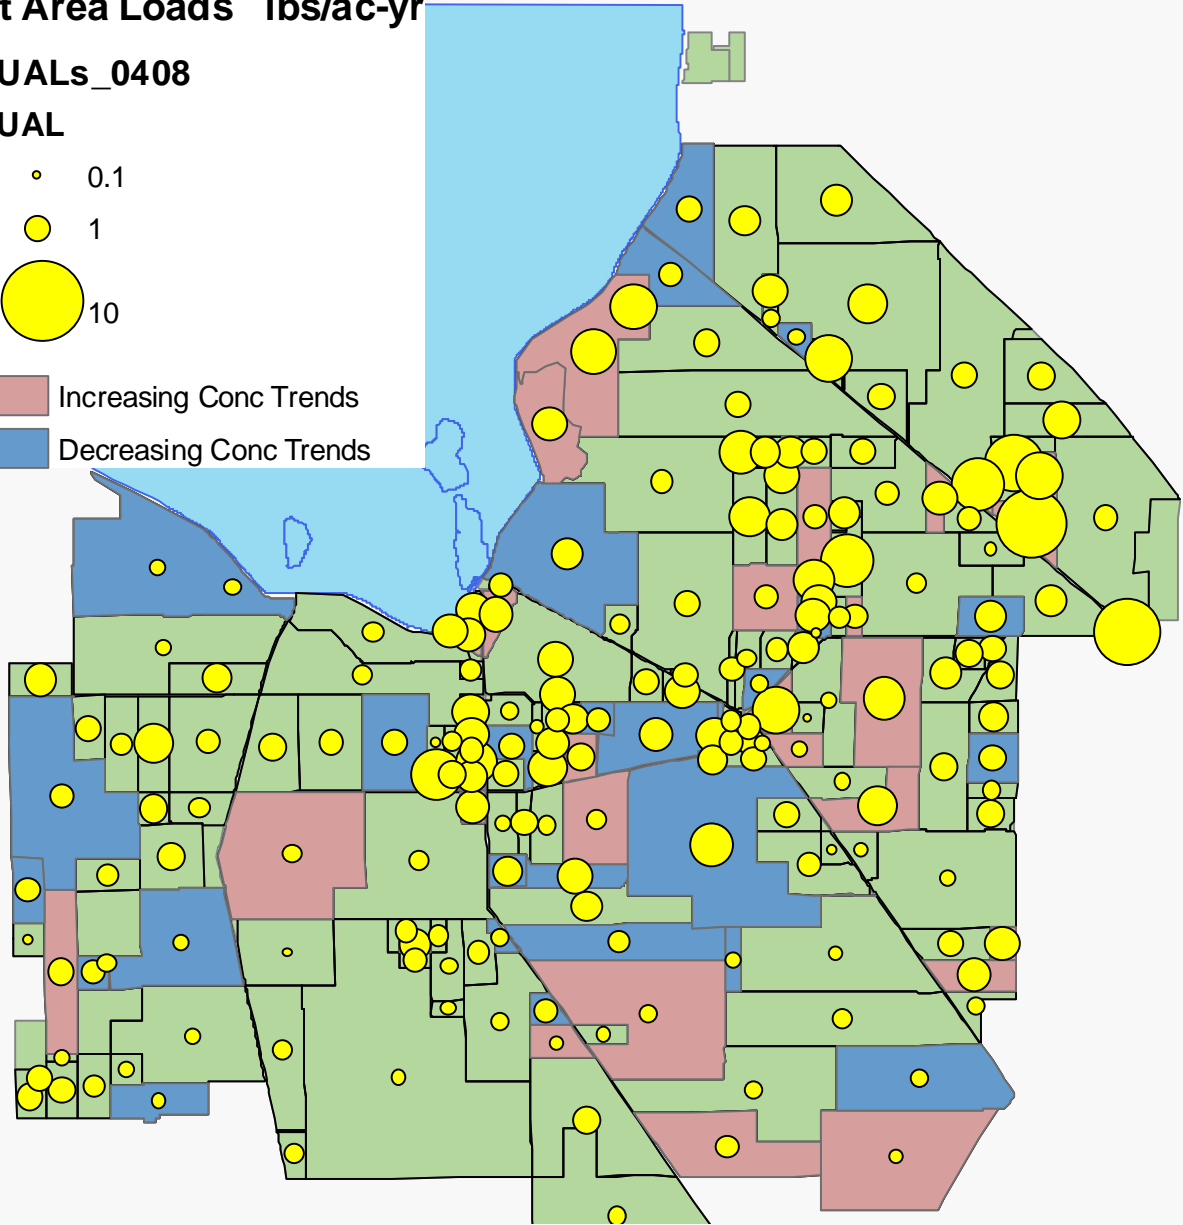 t Area Loads lbs/ac-yr
UALs_0408
UAL
0.1
1
10
Increasing Conc Trends
Decreasing Conc Trends